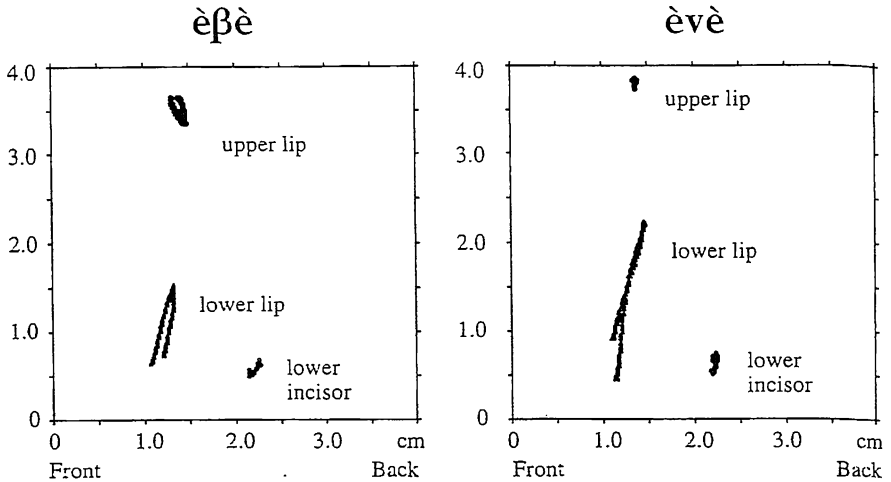 èβè
4.0
3.0
2.0
1.0
0
upper lip
lower lip
lower
incisor
0 1.0 2.0 3.0 cm
Front Back
èvè
4.0
3.0
2.0
1.0
0
upper lip
lower lip
lower
incisor
0 1.0 2.0 3.0 cm
Front Back